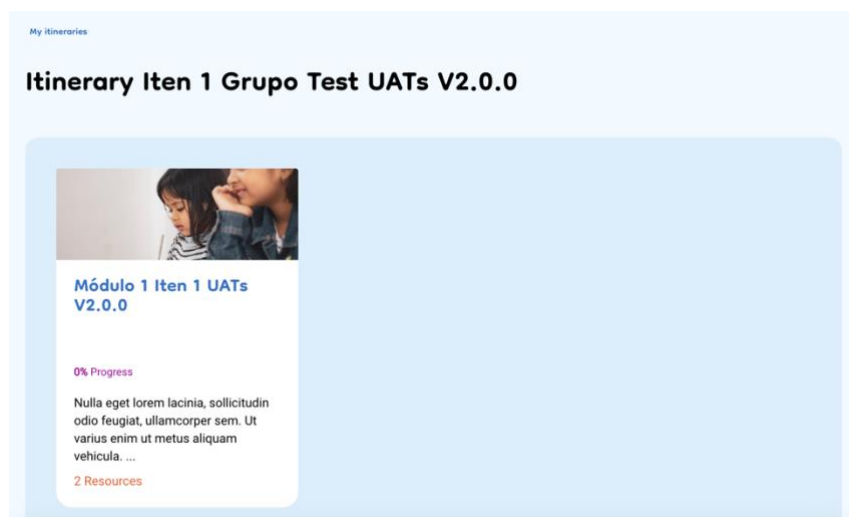 My itineraries
Itinerary Iten 1 Grupo Test UATs V2.0.0
Módulo 1 Iten 1 UATs
V2.0.0
0% Progress
Nulla eget lorem lacinia, sollicitudin
odio feugiat, ullamcorper sem. Ut
varius enim ut metus aliquam
vehicula. ...
2 Resources